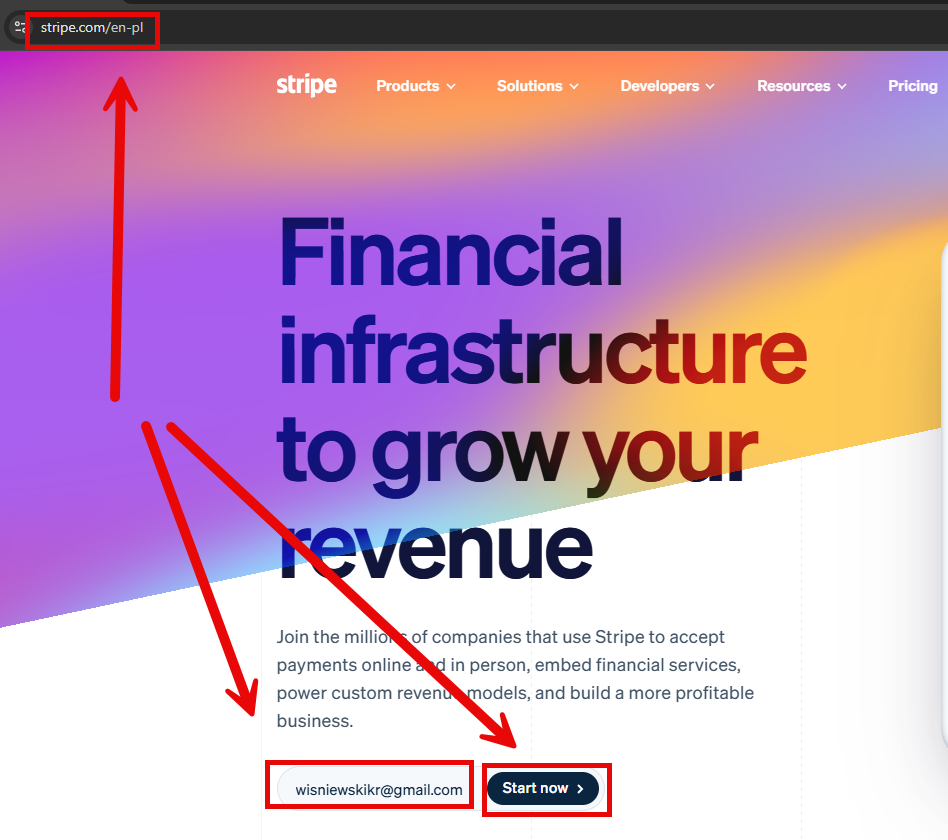 stripe.com/en-pl
stripe Products Solutions Developers Resources Pricing
Financial
infrastructure
to grow your
revenue
Join the millions of companies that use Stripe to accept
payments online and in person, embed financial services,
power custom revenue models, and build a more profitable
business.
wisniewskikr@gmail.com Start now